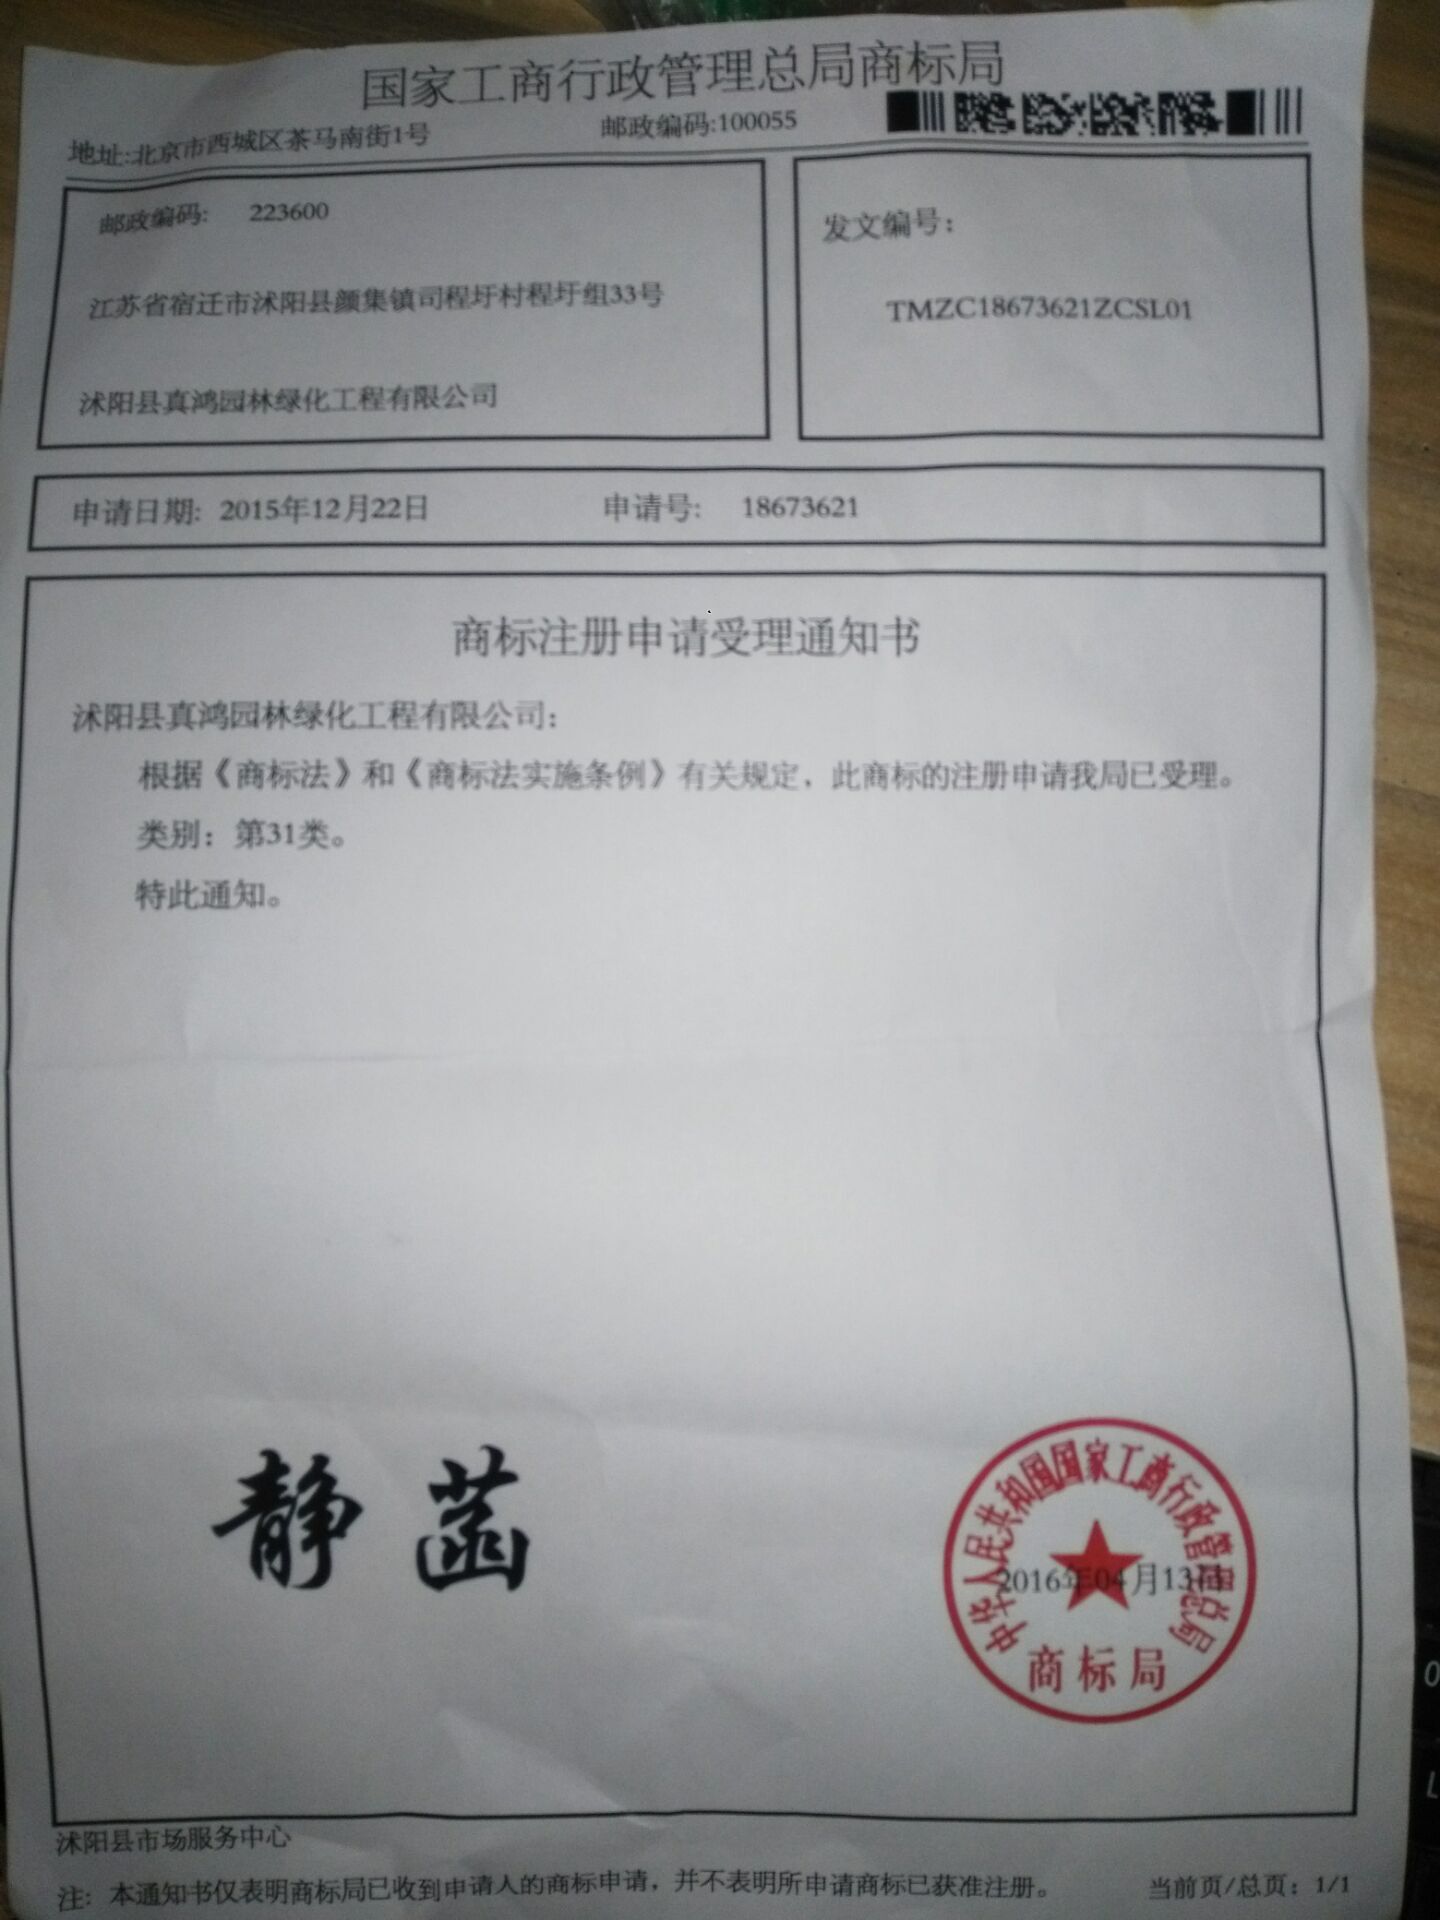 国家工商行政管理总局商标局
地址:北京市西城区茶马南街1号 邮政编码:100055
邮政编码: 223600
江苏省宿迁市沭阳县颜集镇司程圩村程圩组33号
沭阳县真鸿园林绿化工程有限公司
发文编号:
TMZC18673621ZCSL01
申请日期: 2015年12月22日 申请号: 18673621
商标注册申请受理通知书
沭阳县真鸿园林绿化工程有限公司:
根据《商标法》和《商标法实施条例》有关规定，此商标的注册申请我局已受理。
类别：第31类。
特此通知。
静菡
中华人民共和国国家工商行政管理总局
2016年04月13日
商标局
沭阳县市场服务中心
注: 本通知书仅表明商标局已收到申请人的商标申请，并不表明所申请商标已获准注册。 当前页/总页：1/1